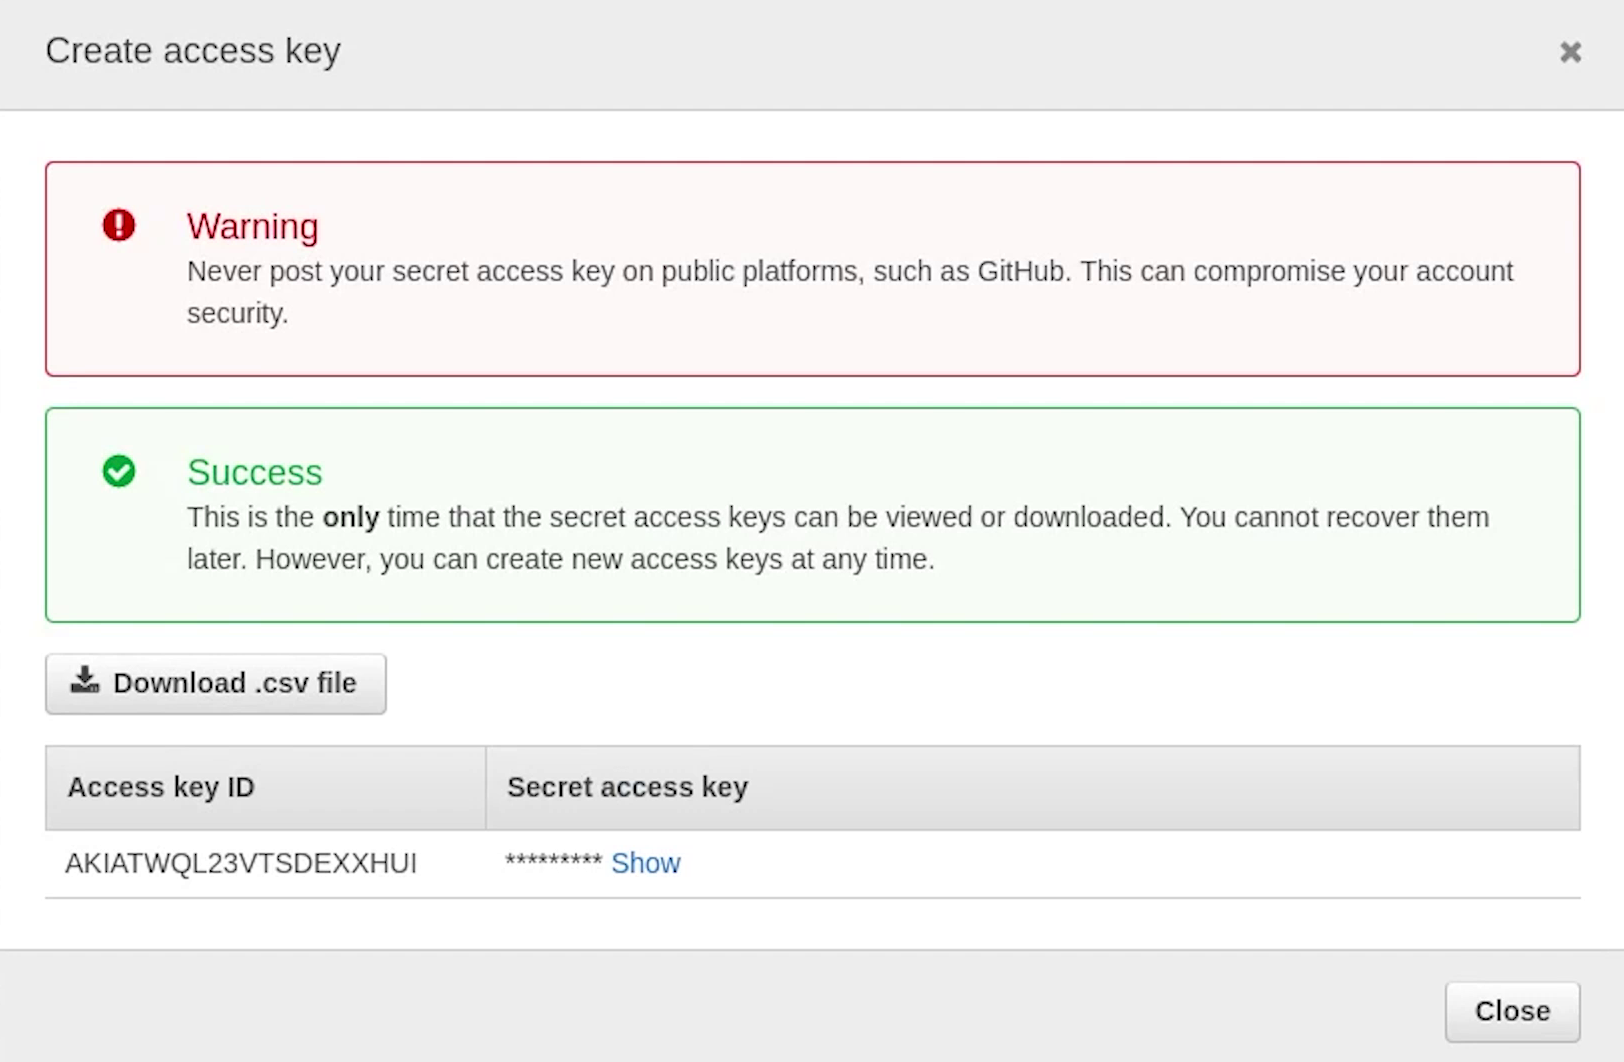 Create access key
Warning
Never post your secret access key on public platforms, such as GitHub. This can compromise your account
security.
Success
This is the only time that the secret access keys can be viewed or downloaded. You cannot recover them
later. However, you can create new access keys at any time.
Download .csv file
Access key ID Secret access key
AKIATWQL23VTSDEXXHUI ********* Show
Close